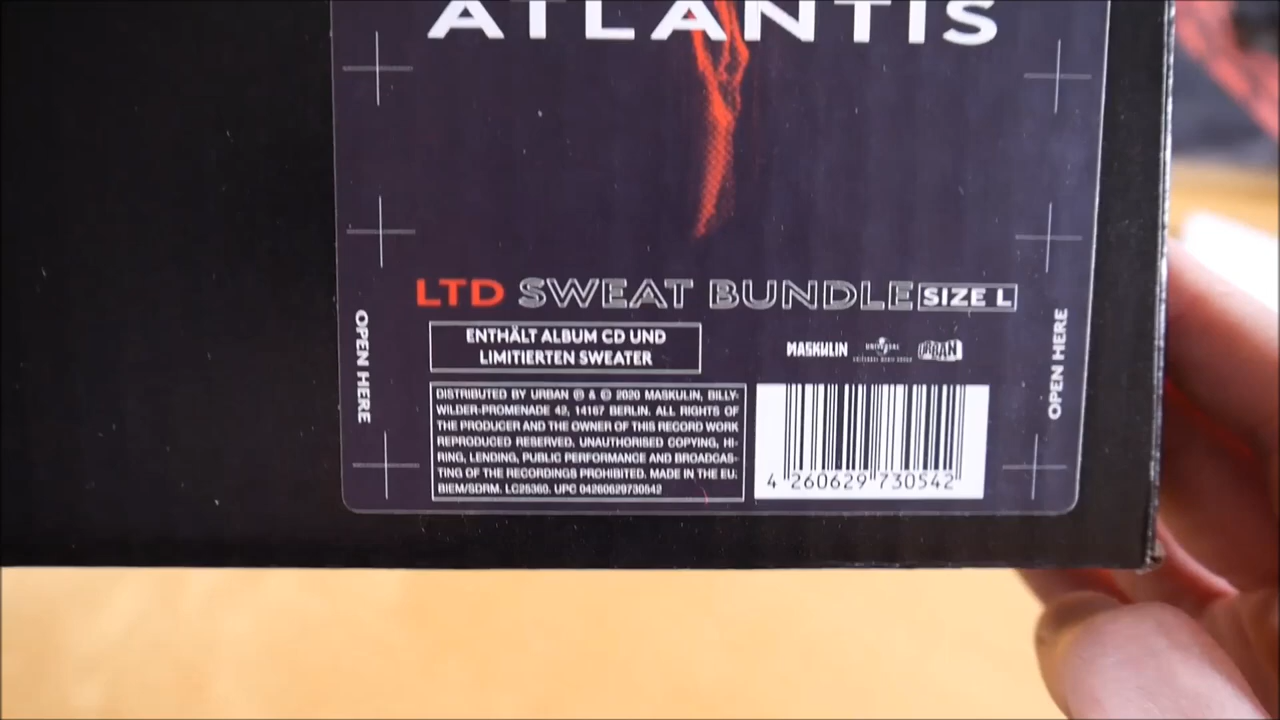 ATLANTIS
LTD SWEAT BUNDLE SIZE L
ENTHÄLT ALBUM CD UND
LIMITIERTEN SWEATER
MASKULIN UNIVERSAL URBAN
OPEN HERE
OPEN HERE
DISTRIBUTED BY URBAN ℗ & © 2020 MASKULIN, BILLY-
WILDER-PROMENADE 42, 14167 BERLIN. ALL RIGHTS OF
THE PRODUCER AND THE OWNER OF THIS RECORD WORK
REPRODUCED RESERVED. UNAUTHORISED COPYING, HI-
RING, LENDING, PUBLIC PERFORMANCE AND BROADCAS-
TING OF THE RECORDINGS PROHIBITED. MADE IN THE EU.
BIEM/SDRM. LC25360. UPC 04260629730542
4 260629 730542